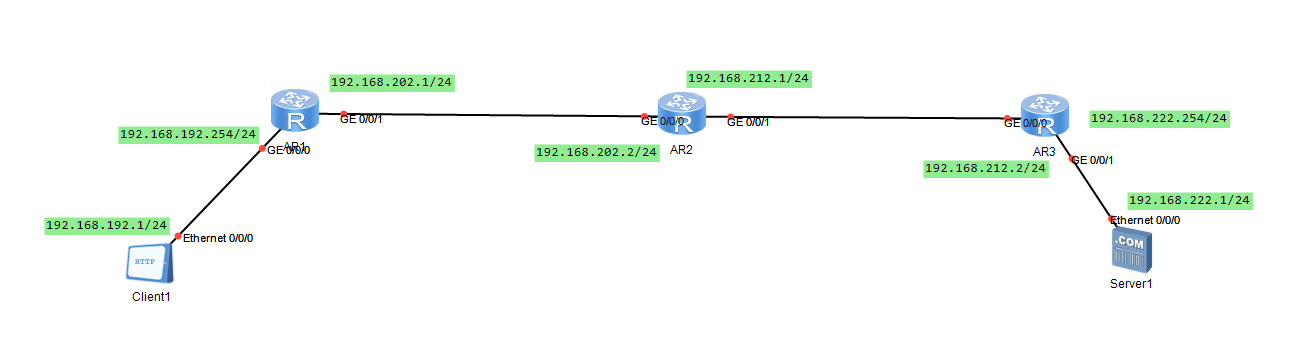 192.168.202.1/24
192.168.212.1/24
192.168.222.254/24
192.168.192.254/24
R
GE 0/0/1
GE 0/0/0
R
GE 0/0/1
GE 0/0/0
R
AR1
GE 0/0/0
AR2
AR3
192.168.202.2/24
GE 0/0/1
192.168.212.2/24
192.168.192.1/24
192.168.222.1/24
Ethernet 0/0/0
Ethernet 0/0/0
HTTP
.COM
Client1
Server1